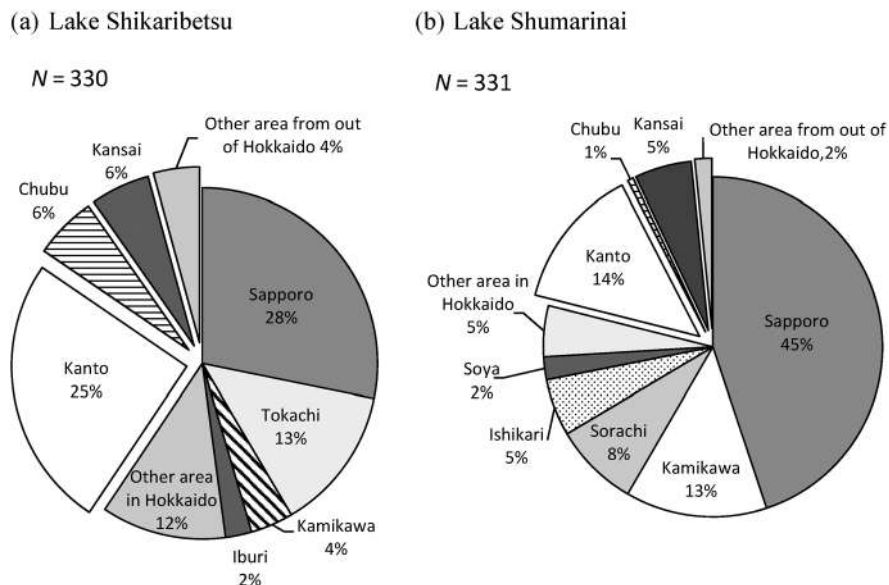 (a) Lake Shikaribetsu
N = 330
Other area from out
of Hokkaido 4%
Kansai
6%
Chubu
6%
Sapporo
28%
Kanto
25%
Tokachi
13%
Other area
in Hokkaido
12%
Kamikawa
4%
Iburi
2%
(b) Lake Shumarinai
N = 331
Chubu
1%
Kansai
5%
Other area from out of
Hokkaido,2%
Kanto
14%
Other area in
Hokkaido
5%
Sapporo
45%
Soya
2%
Ishikari
5%
Sorachi
8%
Kamikawa
13%